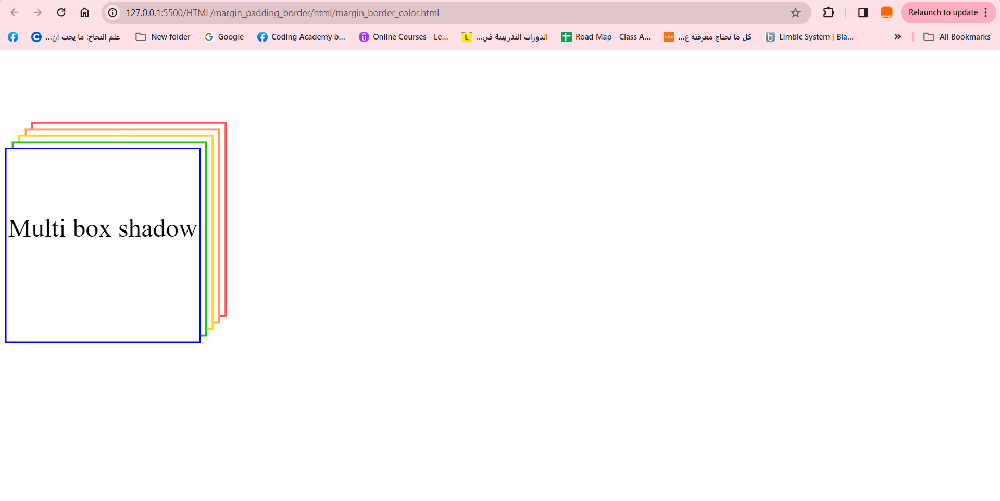 127.0.0.1:5500/HTML/margin_padding_border/html/margin_border_color.html
Relaunch to update
علم النجاح: ما يجب أن...
New folder
Google
Coding Academy b...
Online Courses - Le...
الدورات التدريبية في...
Road Map - Class A...
كل ما تحتاج معرفته ع...
Limbic System | Bla...
All Bookmarks
Multi box shadow